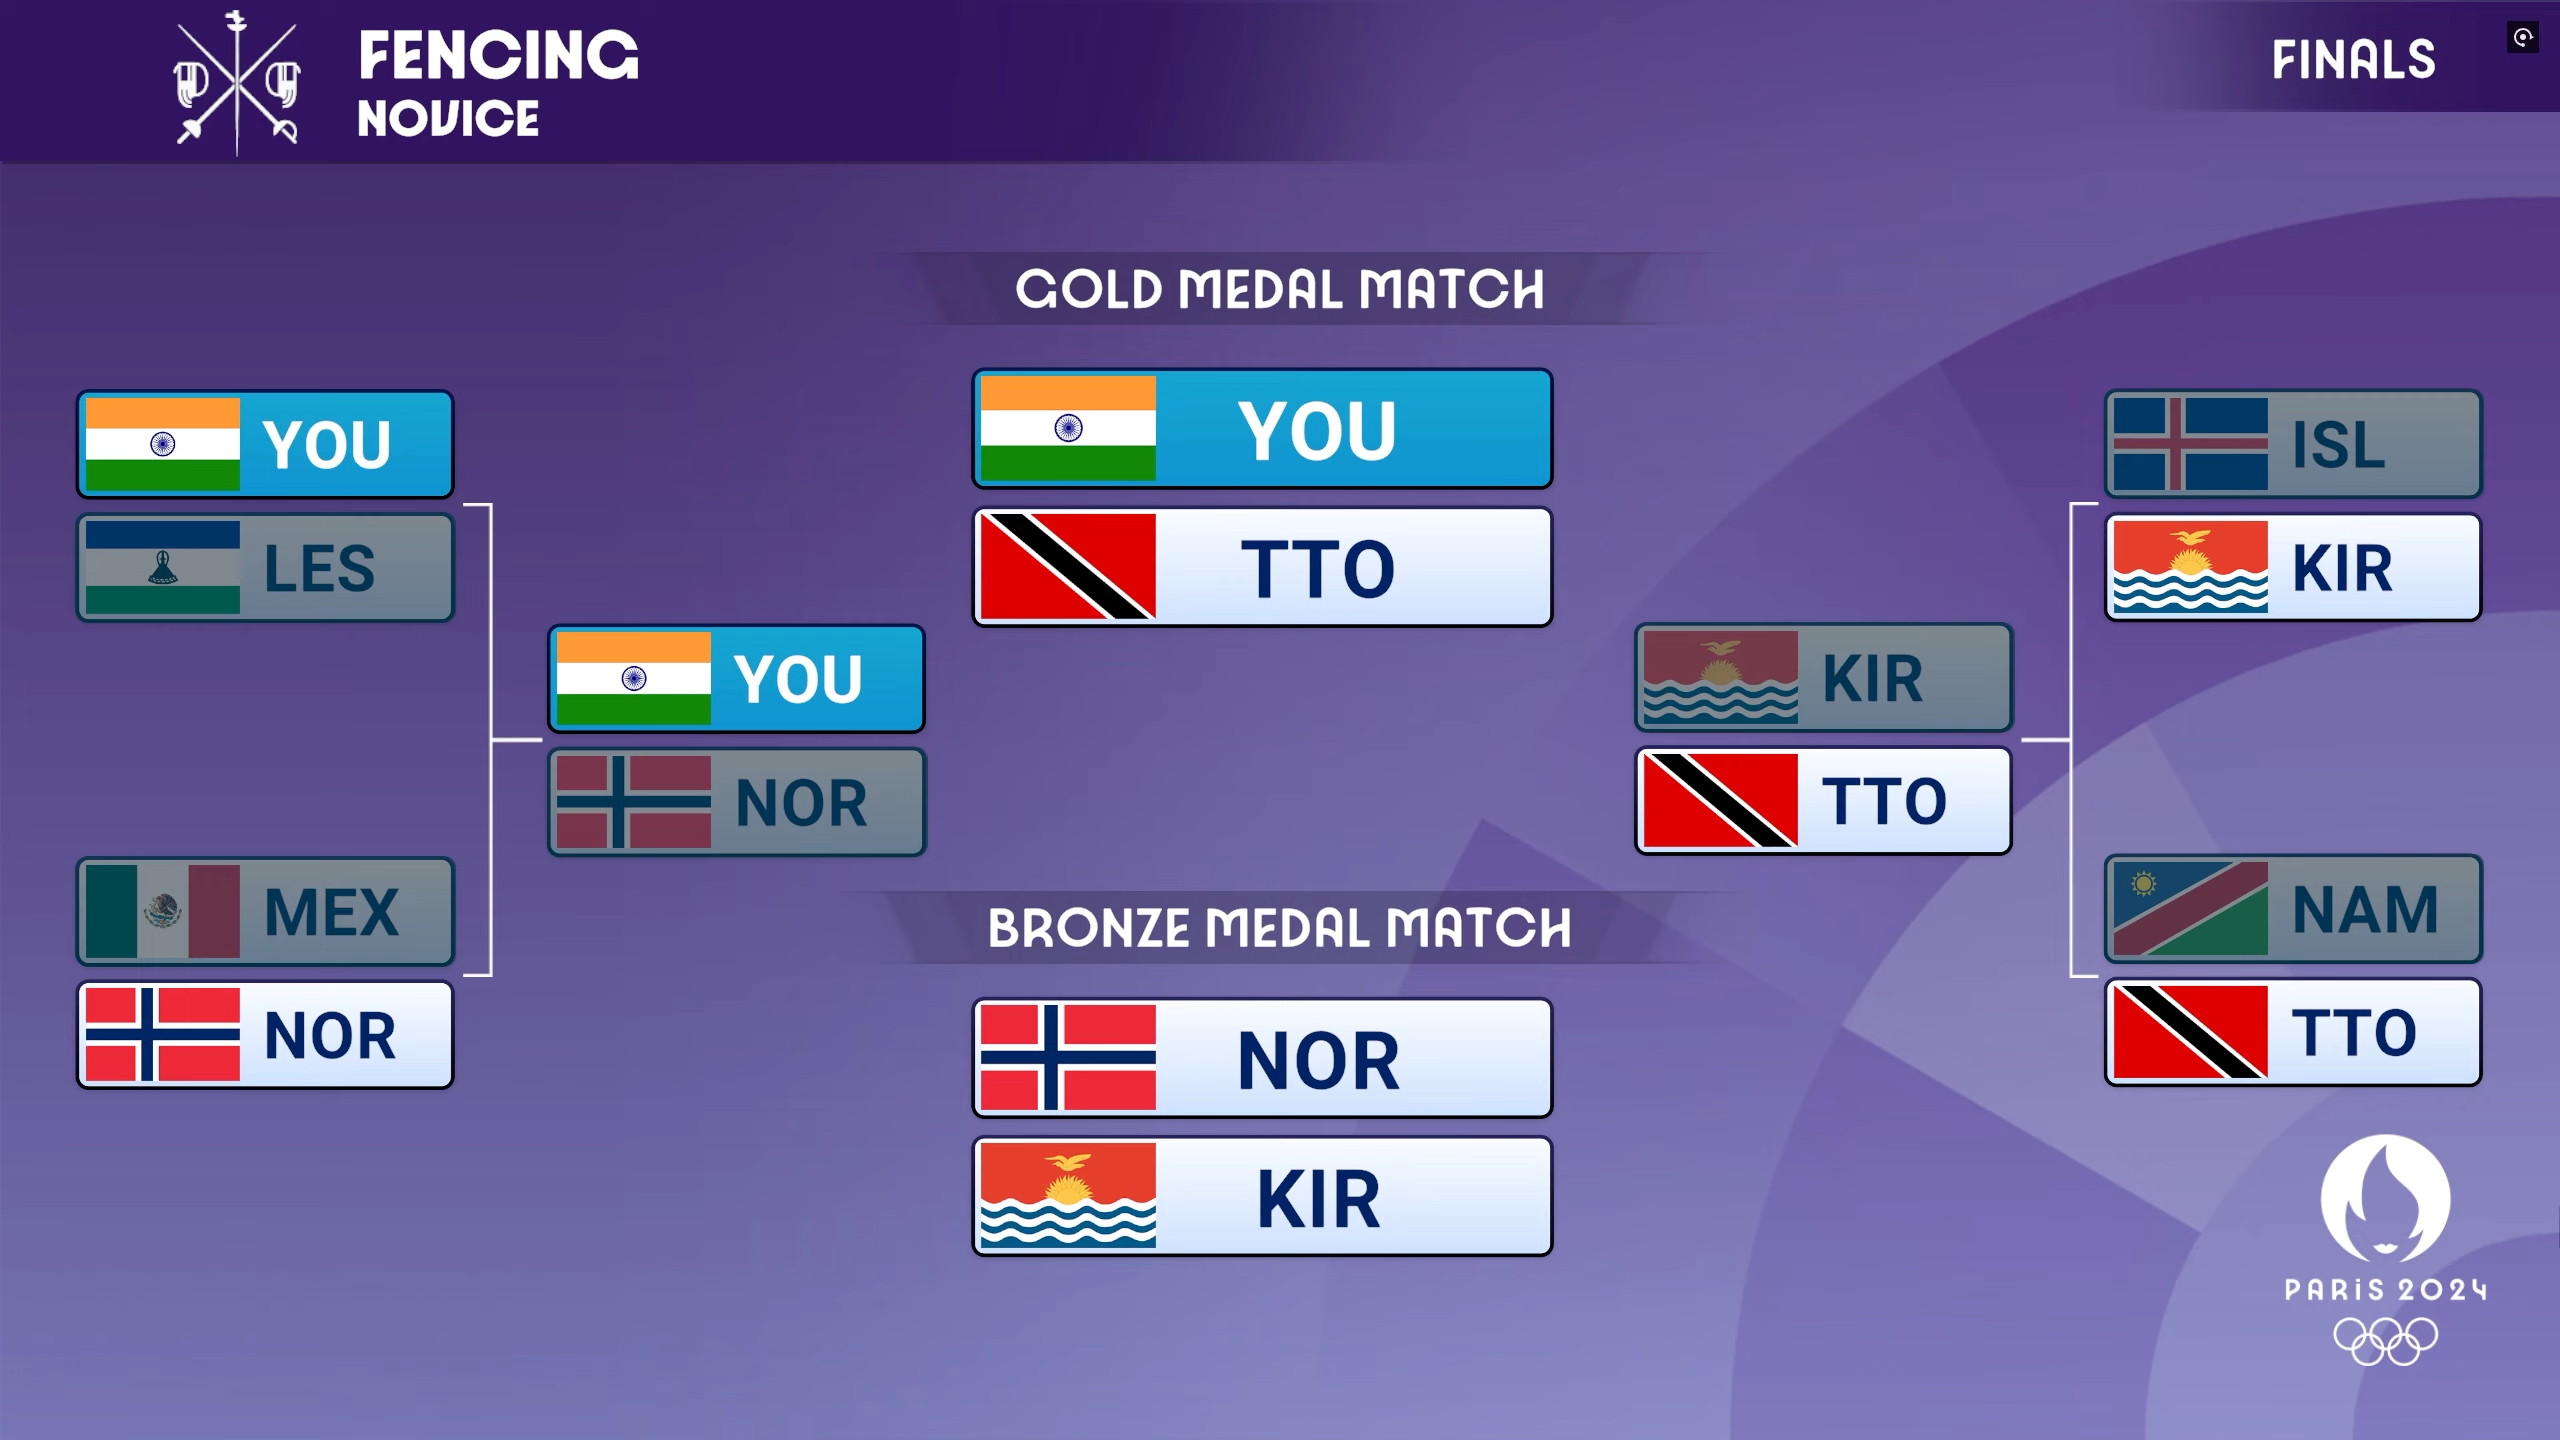 FENCING
NOVICE
FINALS
GOLD MEDAL MATCH
YOU
TTO
YOU
LES
MEX
NOR
YOU
NOR
KIR
TTO
ISL
KIR
NAM
TTO
BRONZE MEDAL MATCH
NOR
KIR
PARIS 2024